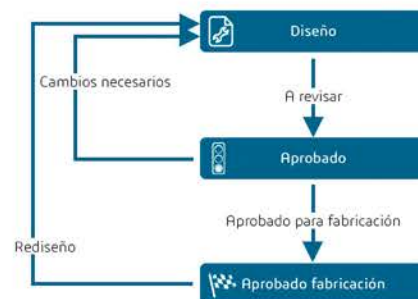 Diseño
Cambios necesarios
A revisar
Aprobado
Aprobado para fabricación
Rediseño
Aprobado fabricación